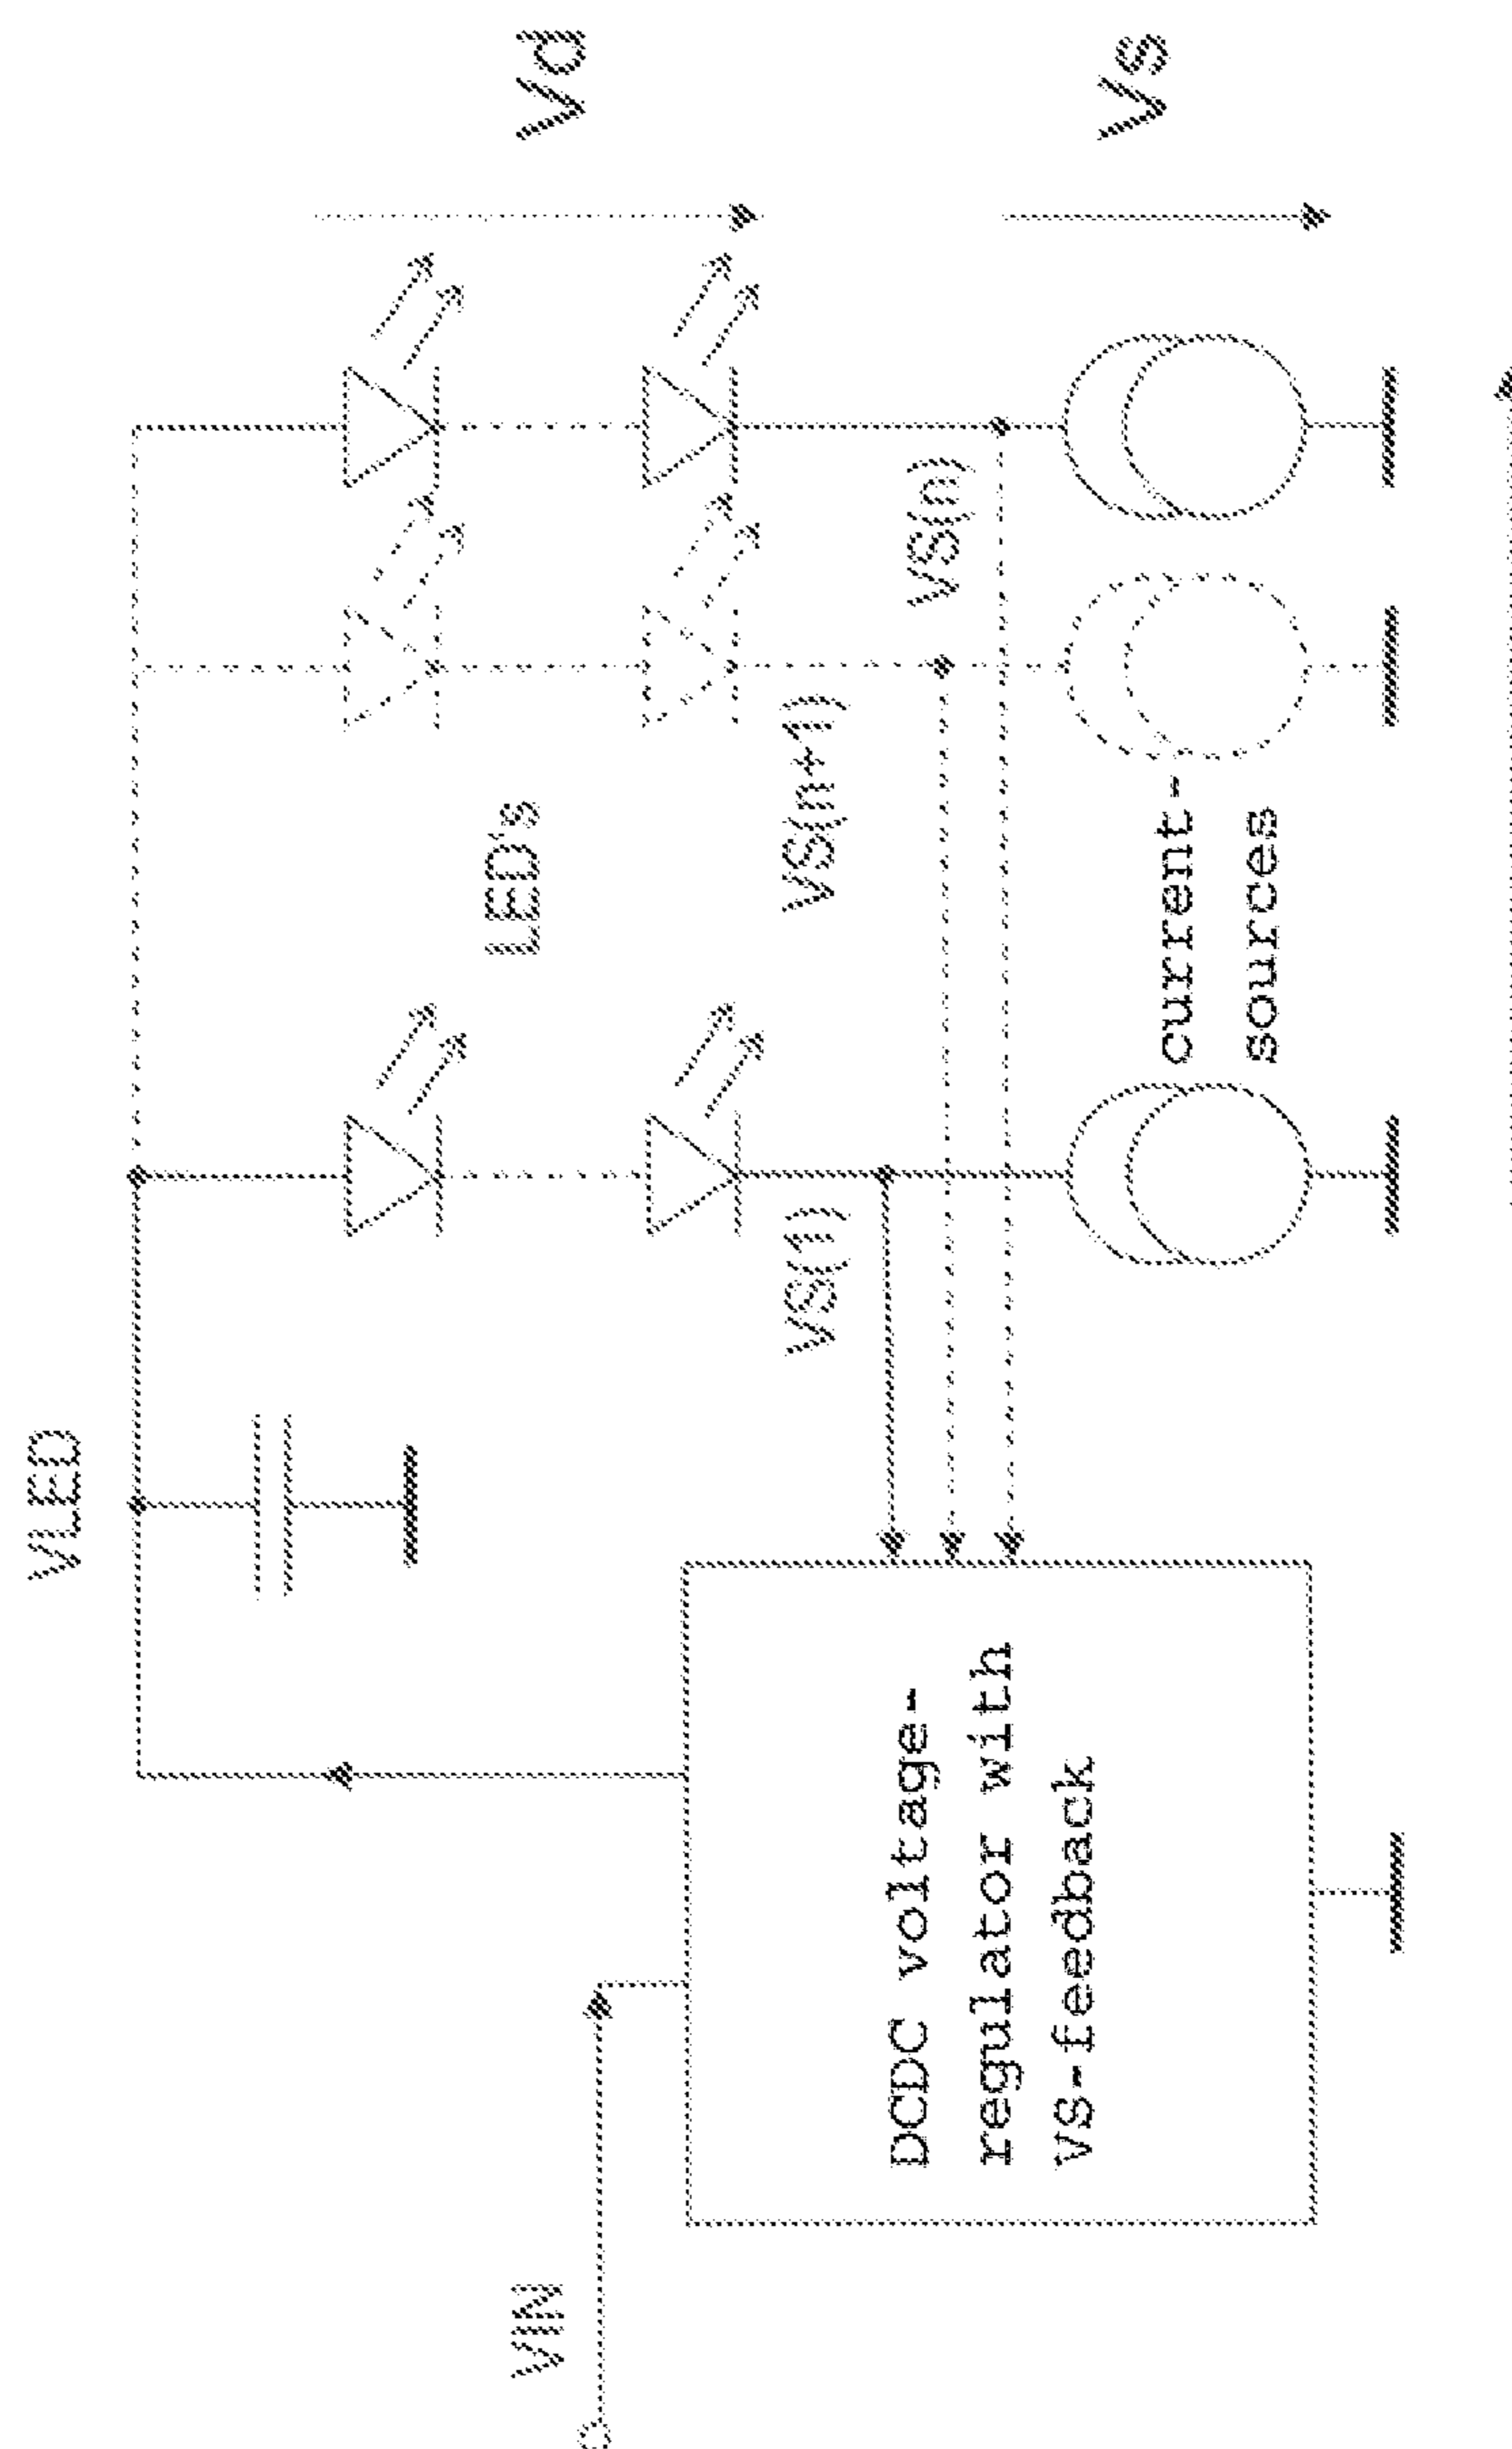 VLED
VIN
DCDC voltage-
regulator with
VS-feedback
VS(1)
LED's
VS(n+1)
VS(n)
current-
sources
Vd
Vs